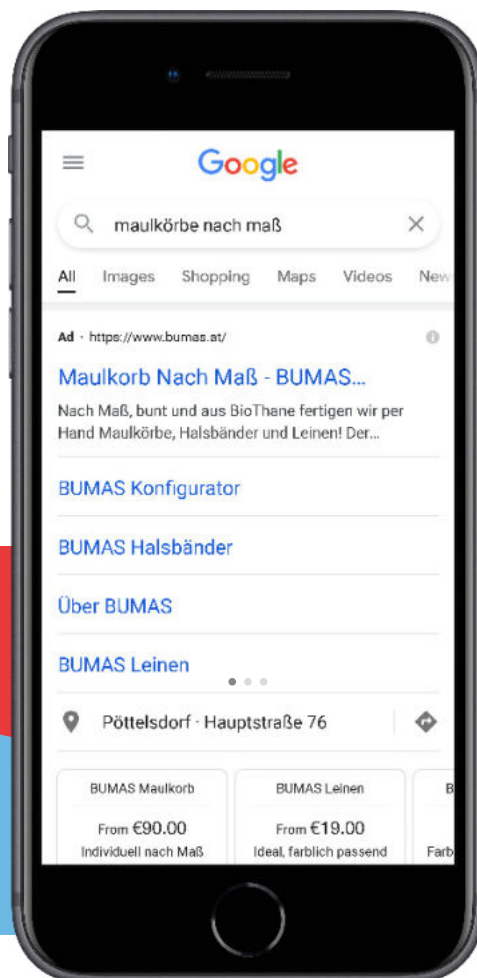 Google
maulkörbe nach maß
All Images Shopping Maps Videos New
Ad · https://www.bumas.at/
Maulkorb Nach Maß - BUMAS...
Nach Maß, bunt und aus BioThane fertigen wir per
Hand Maulkörbe, Halsbänder und Leinen! Der...
BUMAS Konfigurator
BUMAS Halsbänder
Über BUMAS
BUMAS Leinen
Pöttelsdorf · Hauptstraße 76
BUMAS Maulkorb BUMAS Leinen B
From €90.00 From €19.00
Individuell nach Maß Ideal, farblich passend Farb